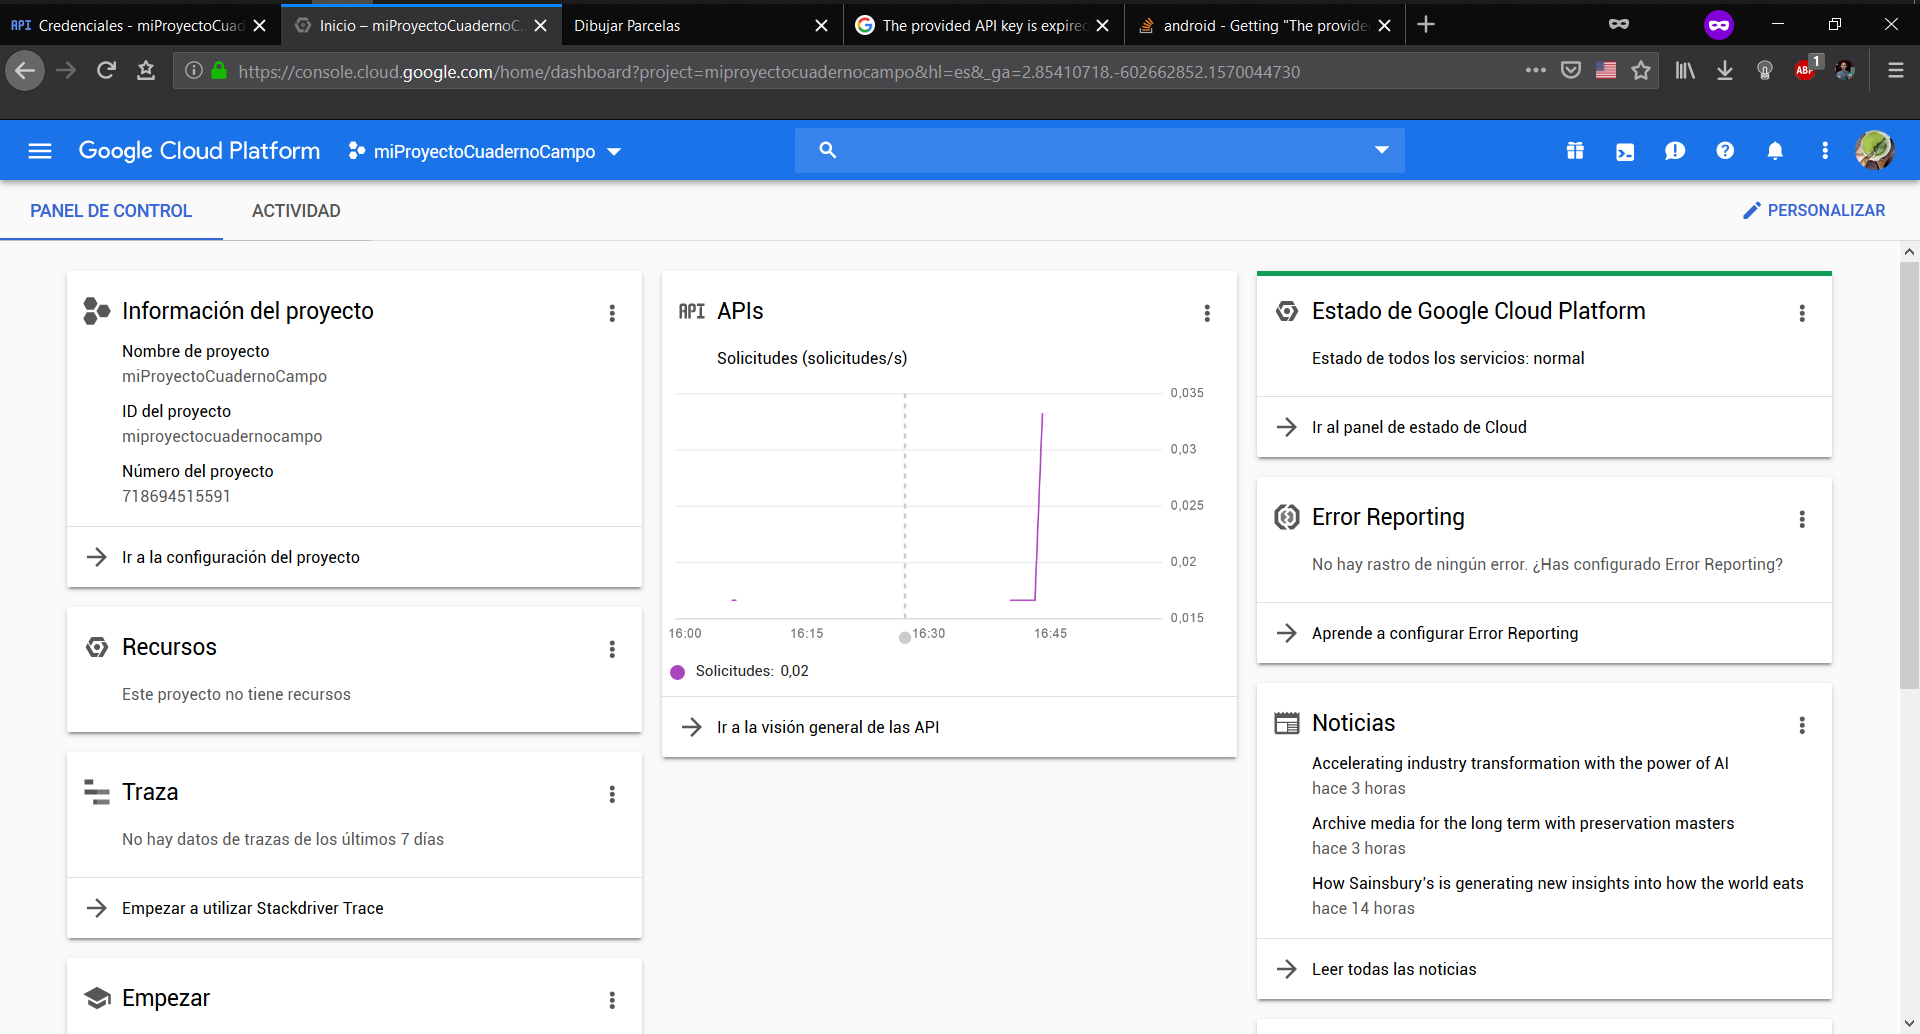 API Credenciales - miProyectoCuad
Inicio – miProyectoCuadernoC...
Dibujar Parcelas
The provided API key is expired
android - Getting "The provide
https://console.cloud.google.com/home/dashboard?project=miproyectocuadernocampo&hl=es&_ga=2.85410718.-602662852.1570044730
ABP
1
Google Cloud Platform
miProyectoCuadernoCampo
PANEL DE CONTROL
ACTIVIDAD
PERSONALIZAR
Información del proyecto
Nombre de proyecto
miProyectoCuadernoCampo
ID del proyecto
miproyectocuadernocampo
Número del proyecto
718694515591
Ir a la configuración del proyecto
Recursos
Este proyecto no tiene recursos
Traza
No hay datos de trazas de los últimos 7 días
Empezar a utilizar Stackdriver Trace
Empezar
API APIs
Solicitudes (solicitudes/s)
0,035
0,03
0,025
0,02
0,015
16:00
16:15
16:30
16:45
Solicitudes: 0,02
Ir a la visión general de las API
Estado de Google Cloud Platform
Estado de todos los servicios: normal
Ir al panel de estado de Cloud
Error Reporting
No hay rastro de ningún error. ¿Has configurado Error Reporting?
Aprende a configurar Error Reporting
Noticias
Accelerating industry transformation with the power of AI
hace 3 horas
Archive media for the long term with preservation masters
hace 3 horas
How Sainsbury's is generating new insights into how the world eats
hace 14 horas
Leer todas las noticias